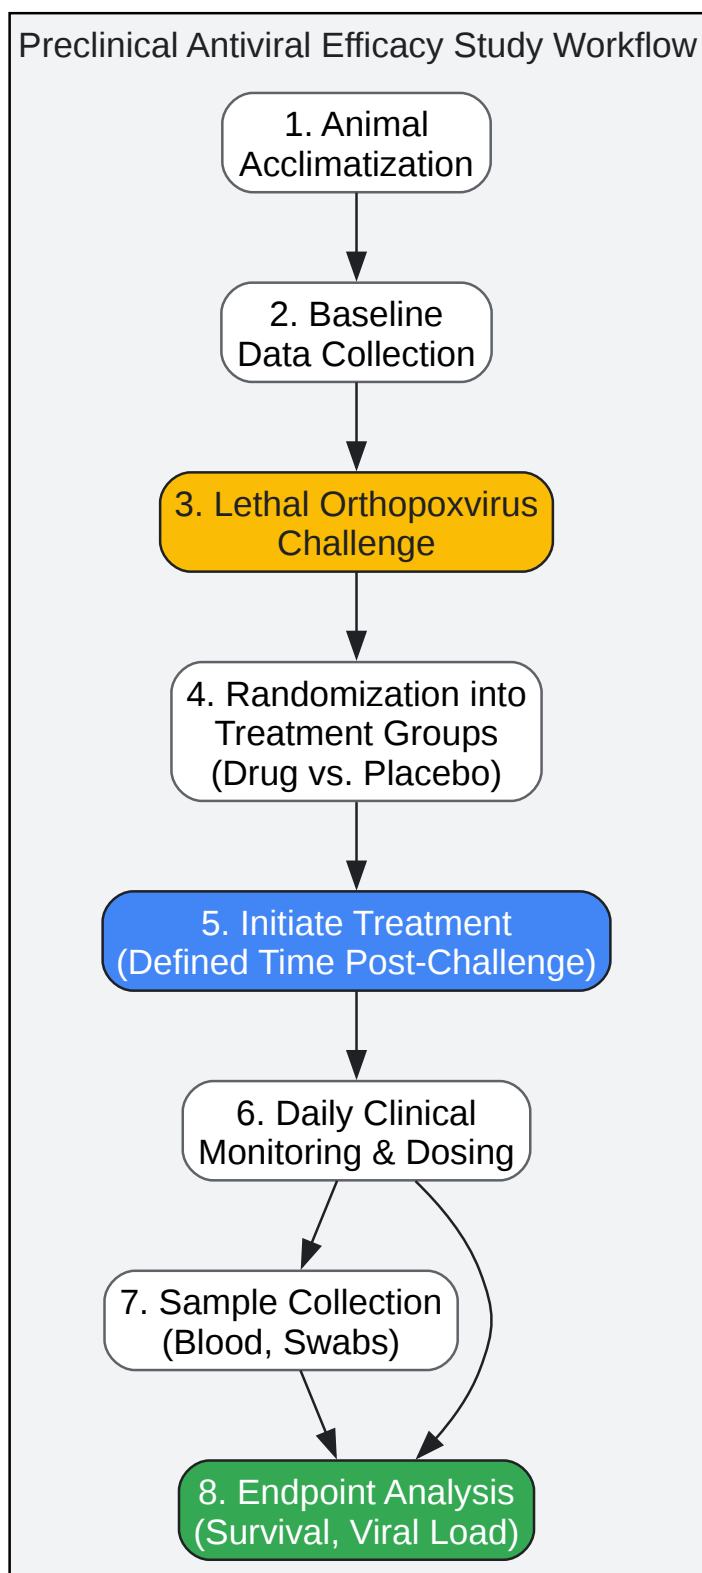 Preclinical Antiviral Efficacy Study Workflow
1. Animal
Acclimatization
2. Baseline
Data Collection
3. Lethal Orthopoxvirus
Challenge
4. Randomization into
Treatment Groups
(Drug vs. Placebo)
5. Initiate Treatment
(Defined Time Post-Challenge)
6. Daily Clinical
Monitoring & Dosing
7. Sample Collection
(Blood, Swabs)
8. Endpoint Analysis
(Survival, Viral Load)